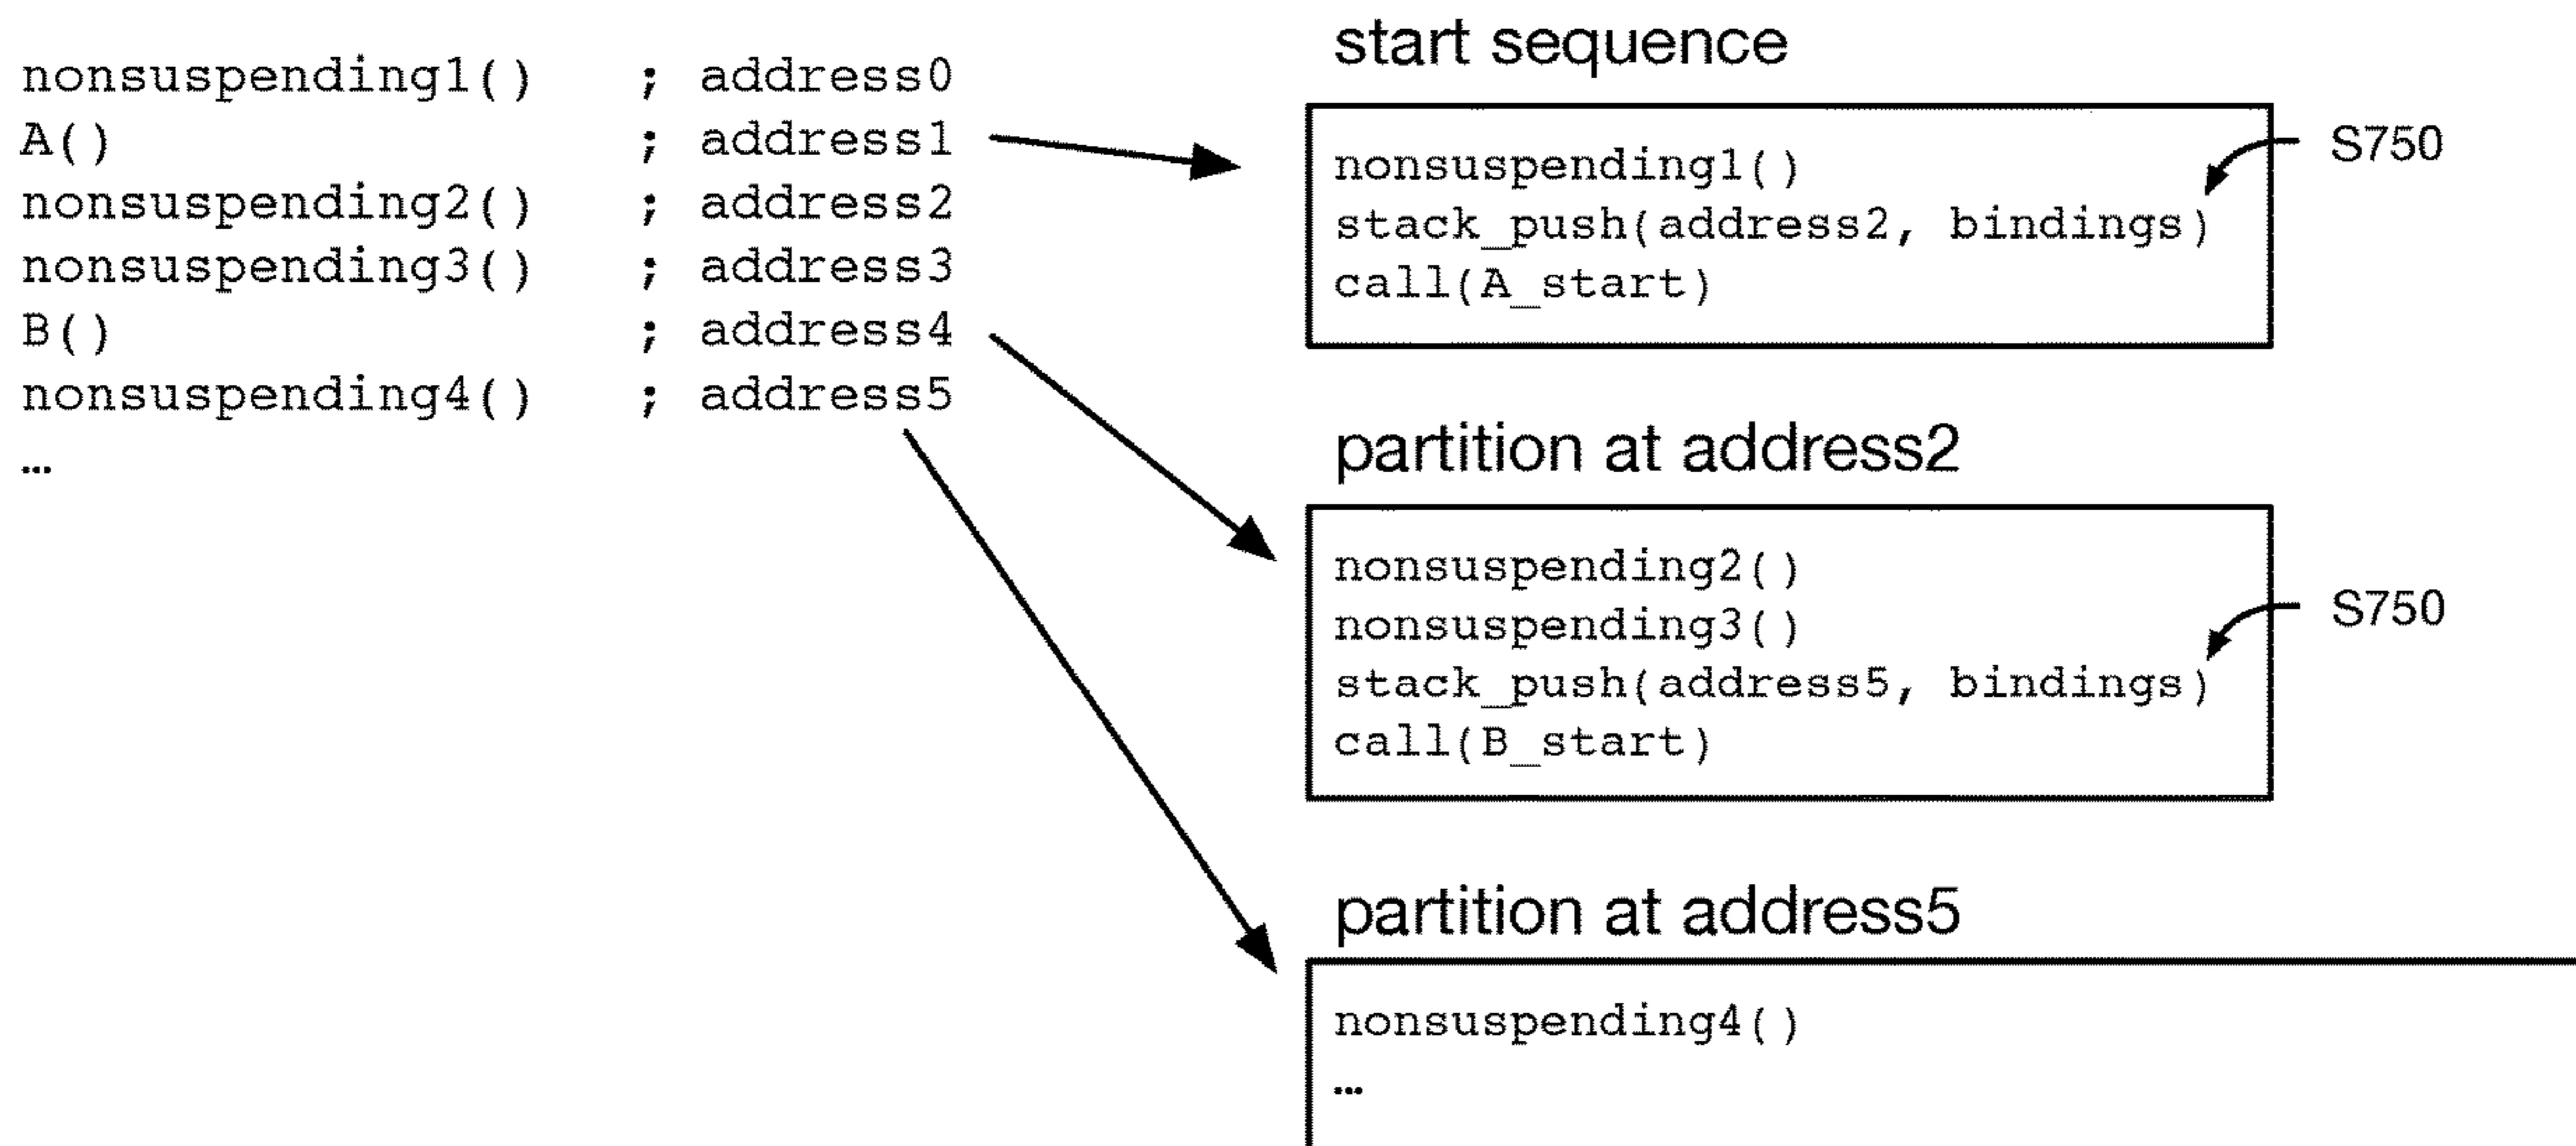 nonsuspending1() ; address0
A() ; address1
nonsuspending2() ; address2
nonsuspending3() ; address3
B() ; address4
nonsuspending4() ; address5
…
start sequence
nonsuspending1()
stack_push(address2, bindings)
call(A_start)
S750
partition at address2
nonsuspending2()
nonsuspending3()
stack_push(address5, bindings)
call(B_start)
S750
partition at address5
nonsuspending4()
…